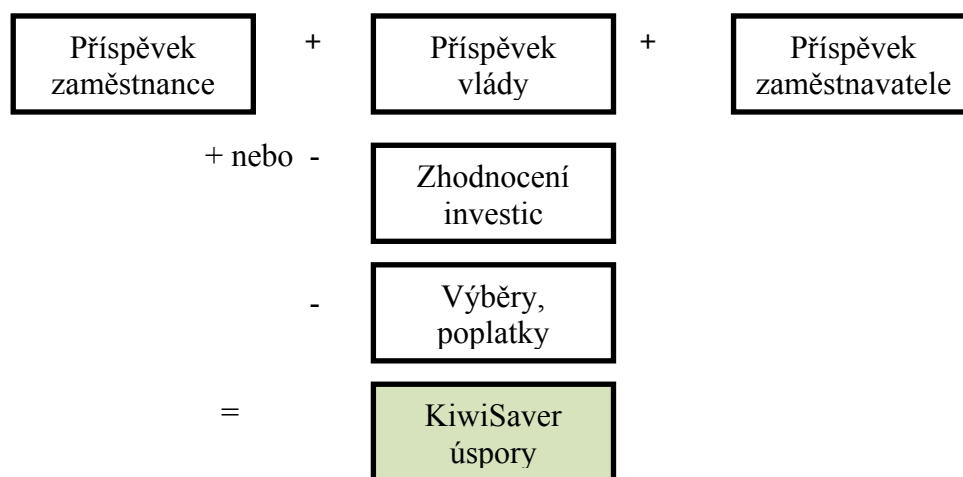 Příspěvek zaměstnance + Příspěvek vlády + Příspěvek zaměstnavatele
+ nebo - Zhodnocení investic
- Výběry, poplatky
= KiwiSaver úspory